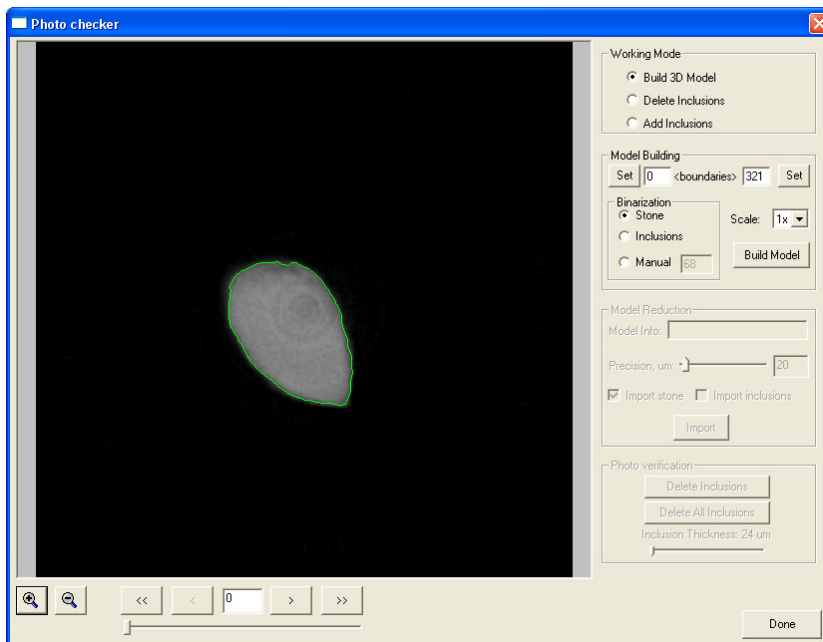 Photo checker
Working Mode
Build 3D Model
Delete Inclusions
Add Inclusions
Model Building
Set 0 <boundaries> 321 Set
Binarization
Stone
Scale: 1x
Inclusions
Manual 68
Build Model
Model Reduction
Model Info:
Precision, um: 20
Import stone Import inclusions
Import
Photo verification
Delete Inclusions
Delete All Inclusions
Inclusion Thickness: 24 um
<< < 0 > >>
Done